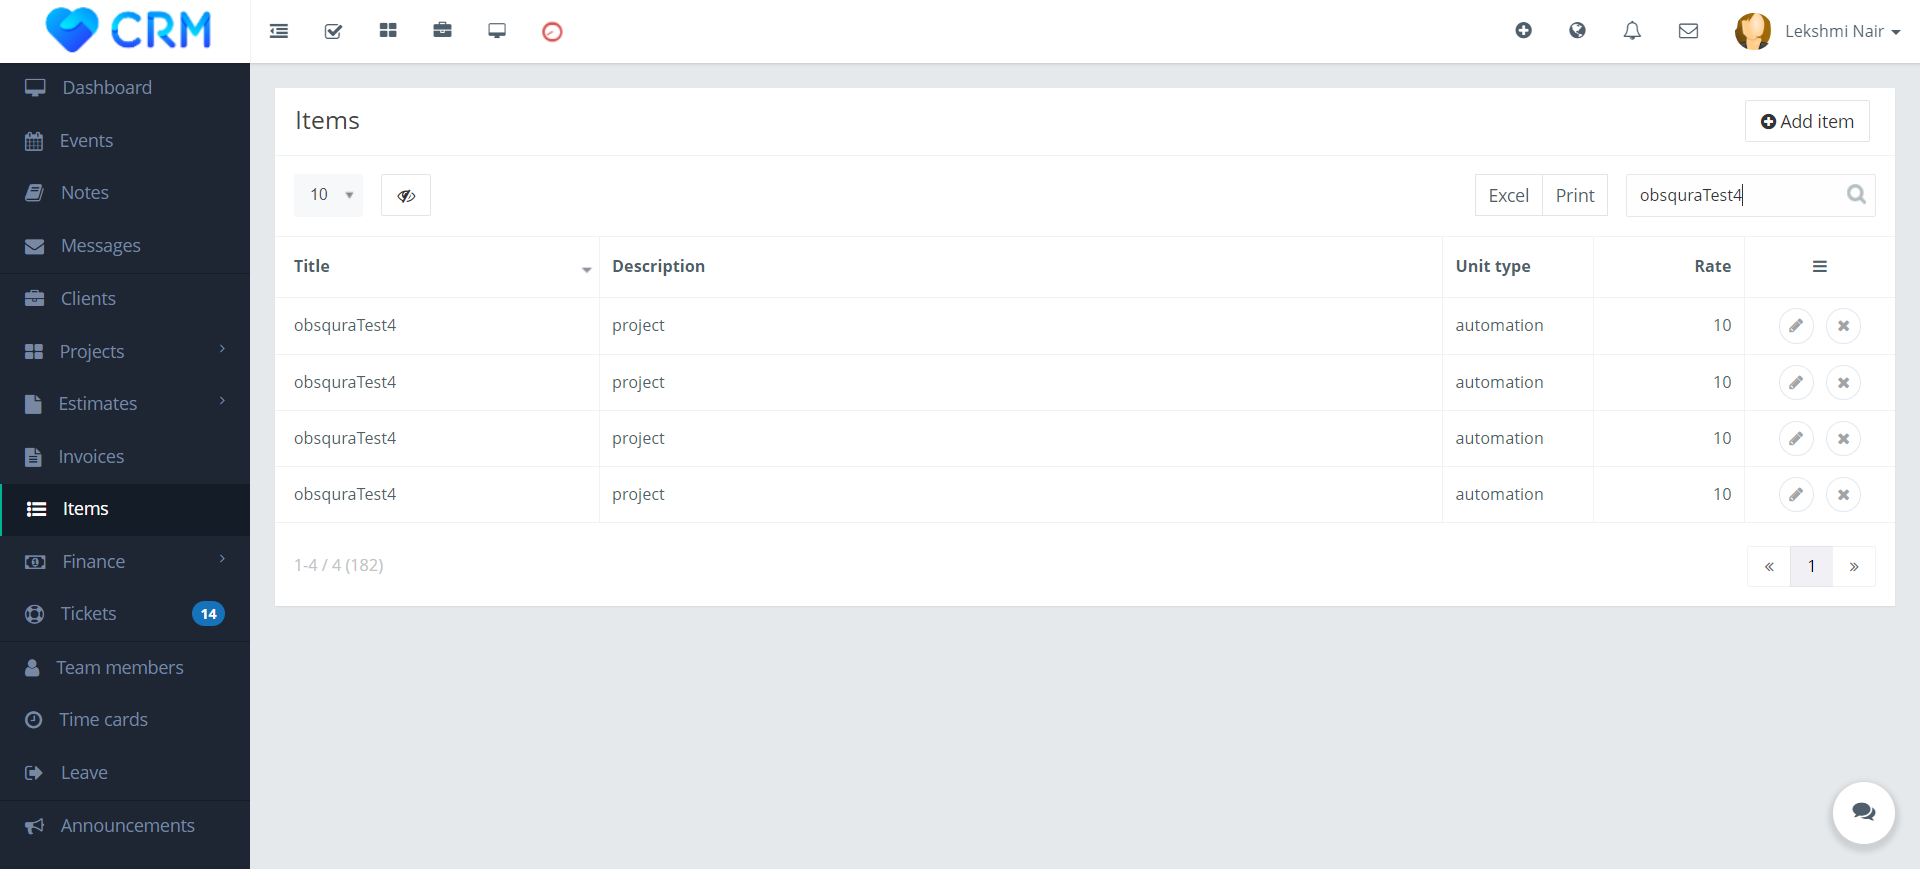 CRM
Lekshmi Nair
Dashboard
Events
Notes
Messages
Clients
Projects
Estimates
Invoices
Items
Finance
Tickets 14
Team members
Time cards
Leave
Announcements
Items
Add item
10
Excel Print obsquraTest4
Title Description Unit type Rate
obsquraTest4 project automation 10
obsquraTest4 project automation 10
obsquraTest4 project automation 10
obsquraTest4 project automation 10
1-4 / 4 (182)
« 1 »